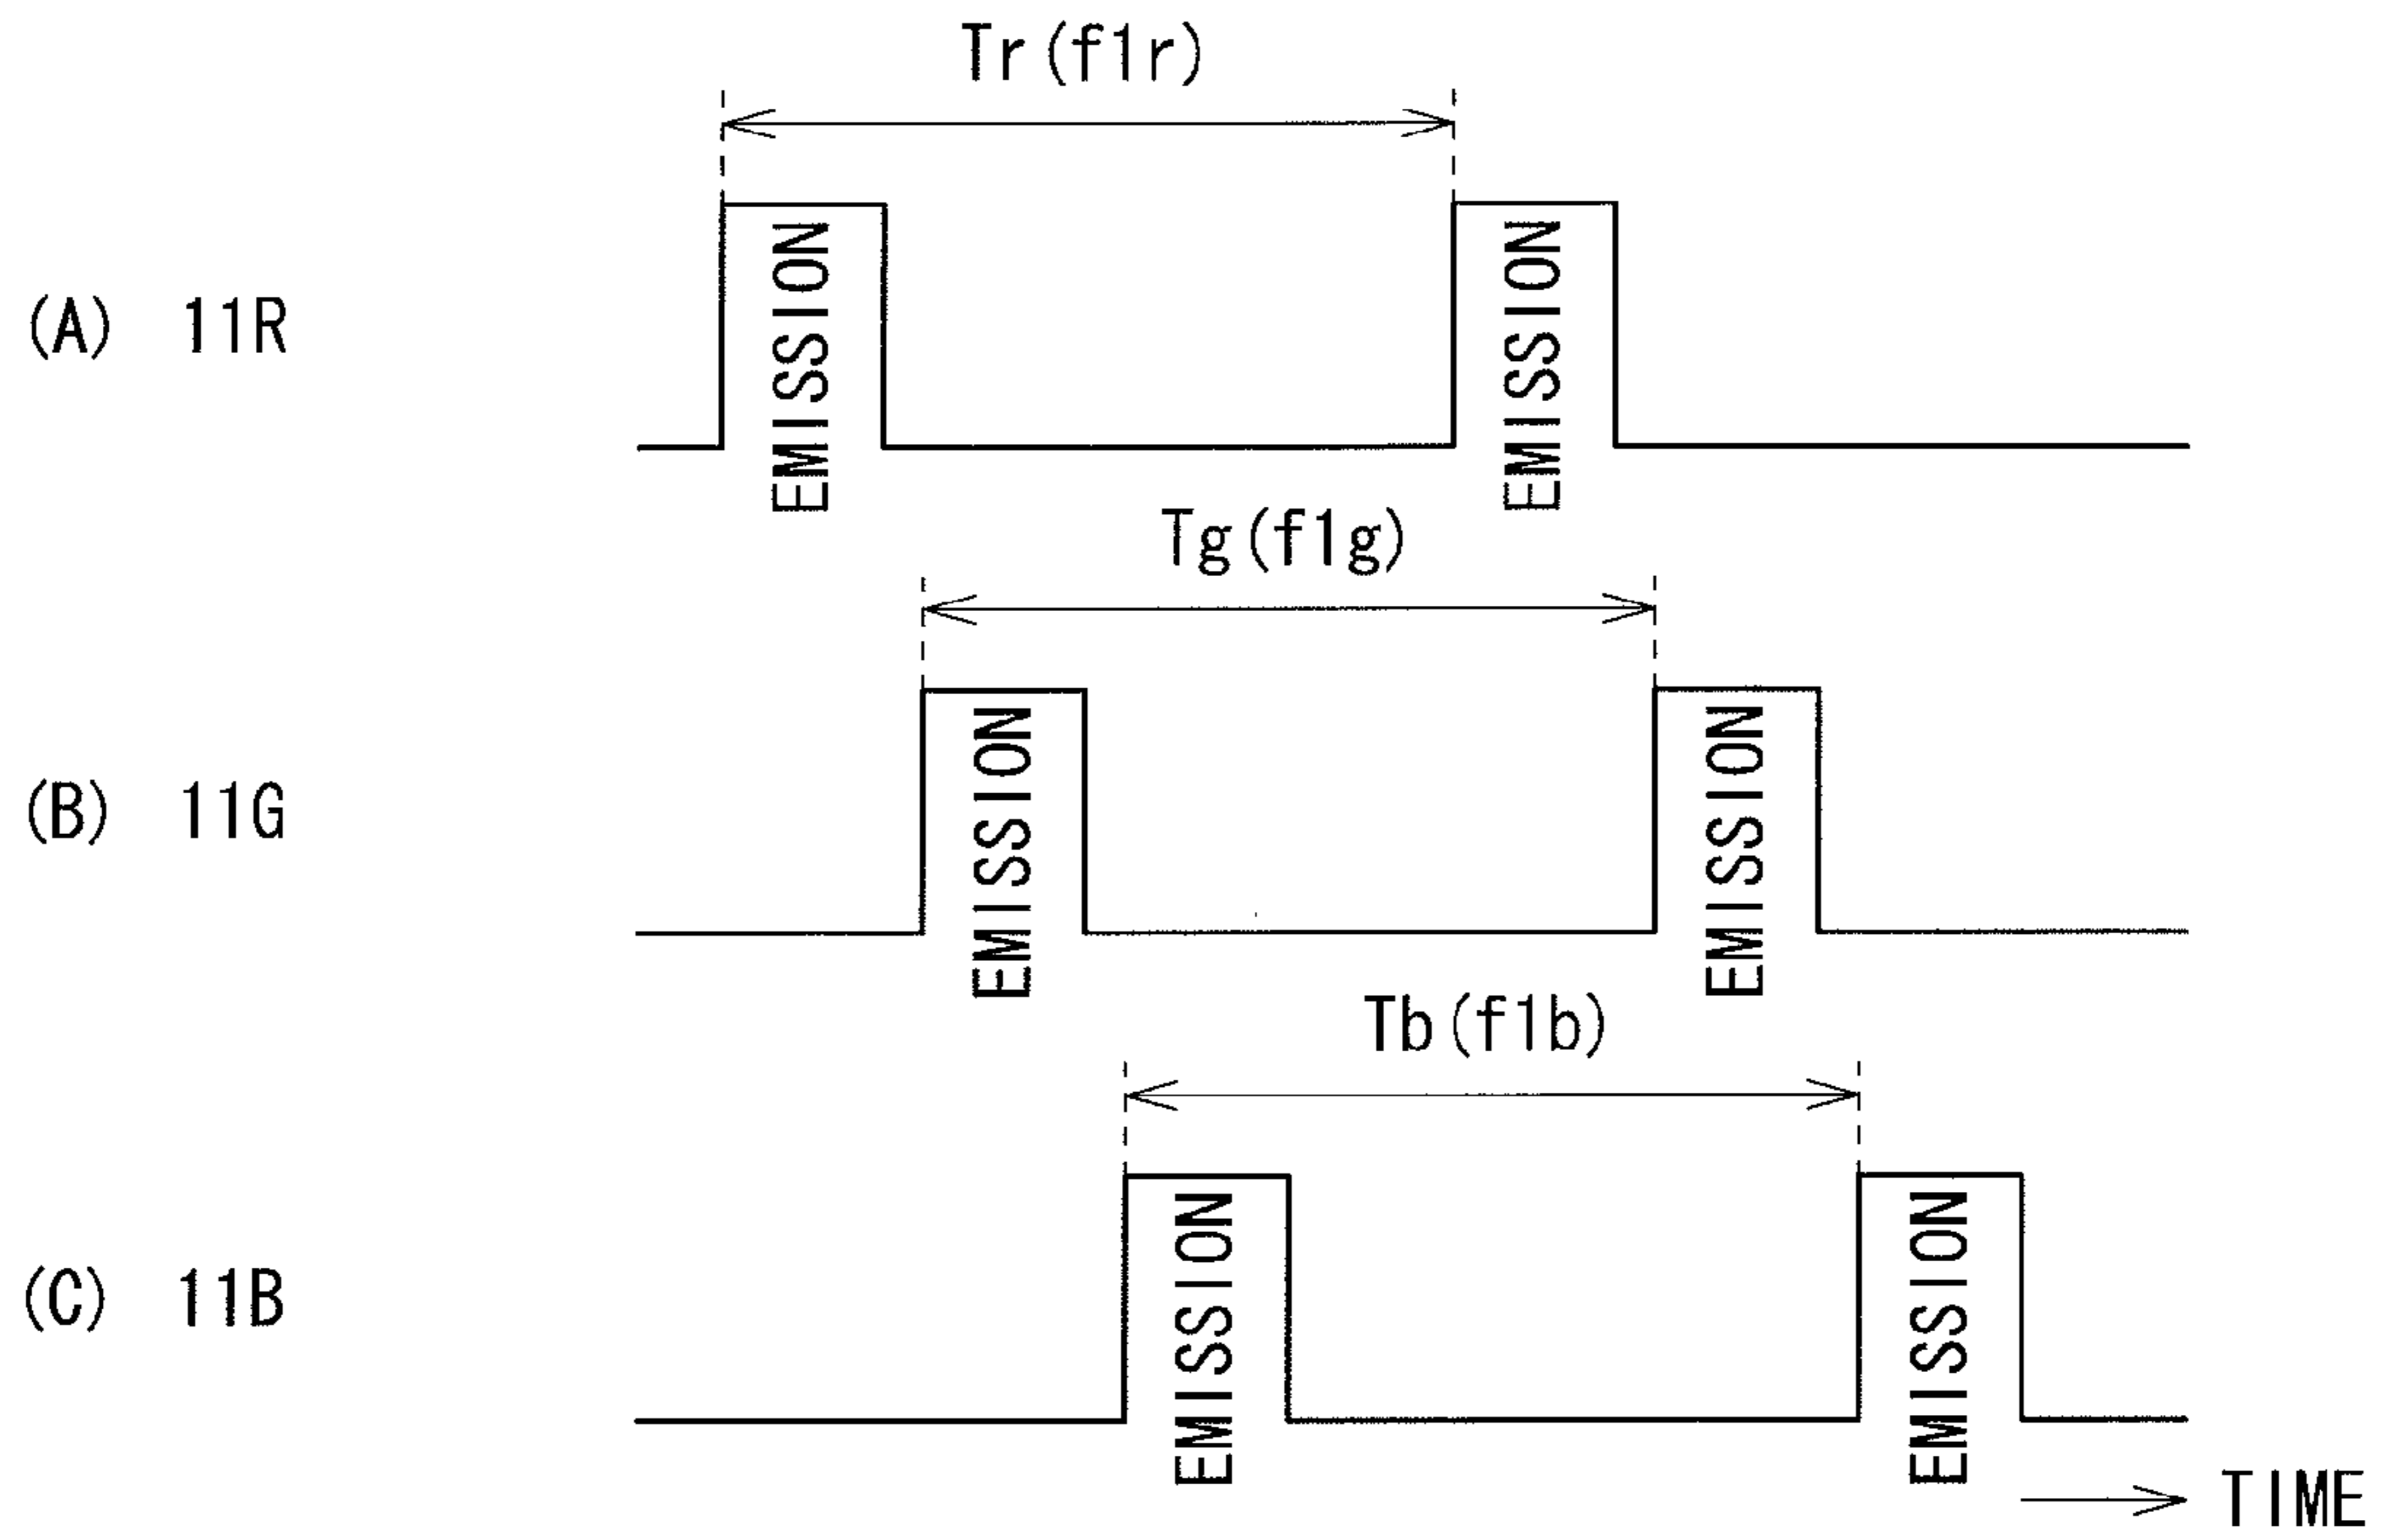 Tr(f1r)
(A) 11R
EMISSION
EMISSION
Tg(f1g)
(B) 11G
EMISSION
EMISSION
Tb(f1b)
(C) 11B
EMISSION
EMISSION
TIME